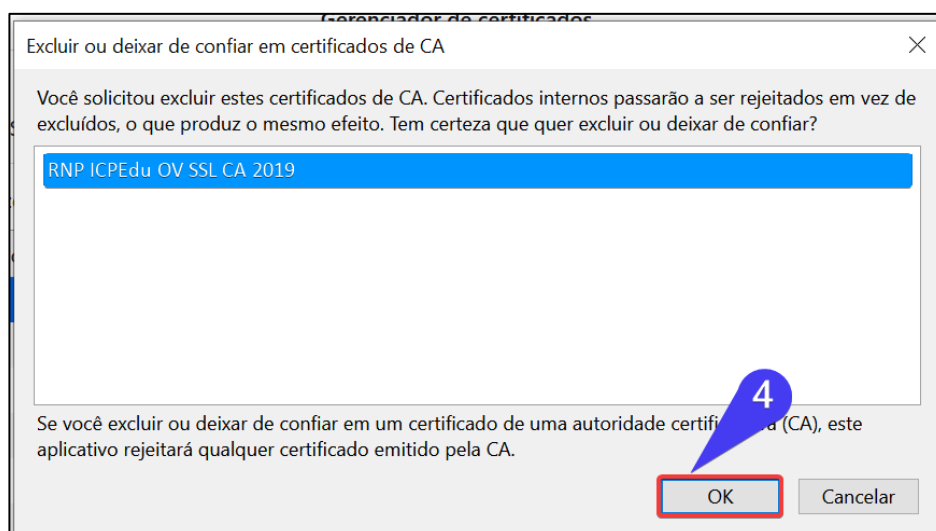 Gerenciador de certificados
Excluir ou deixar de confiar em certificados de CA
Você solicitou excluir estes certificados de CA. Certificados internos passarão a ser rejeitados em vez de
excluídos, o que produz o mesmo efeito. Tem certeza que quer excluir ou deixar de confiar?
RNP ICPEdu OV SSL CA 2019
4
Se você excluir ou deixar de confiar em um certificado de uma autoridade (CA), este
aplicativo rejeitará qualquer certificado emitido pela CA.
OK
Cancelar